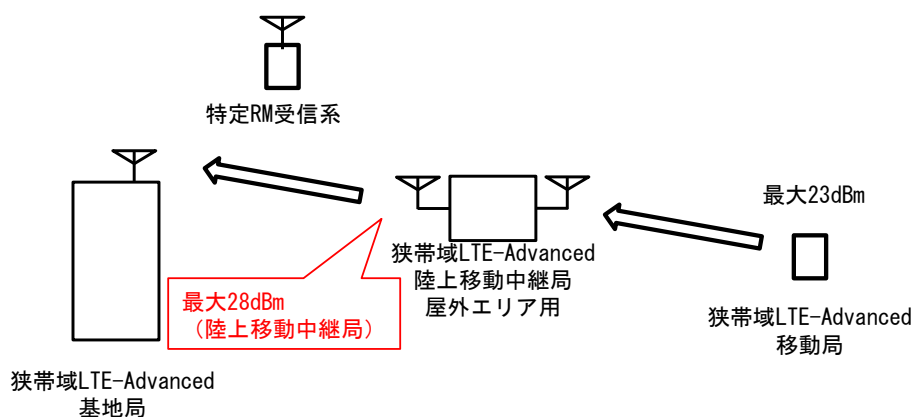 特定RM受信系
最大23dBm
狭帯域LTE-Advanced
陸上移動中継局
屋外エリア用
最大28dBm
（陸上移動中継局）
狭帯域LTE-Advanced
移動局
狭帯域LTE-Advanced
基地局